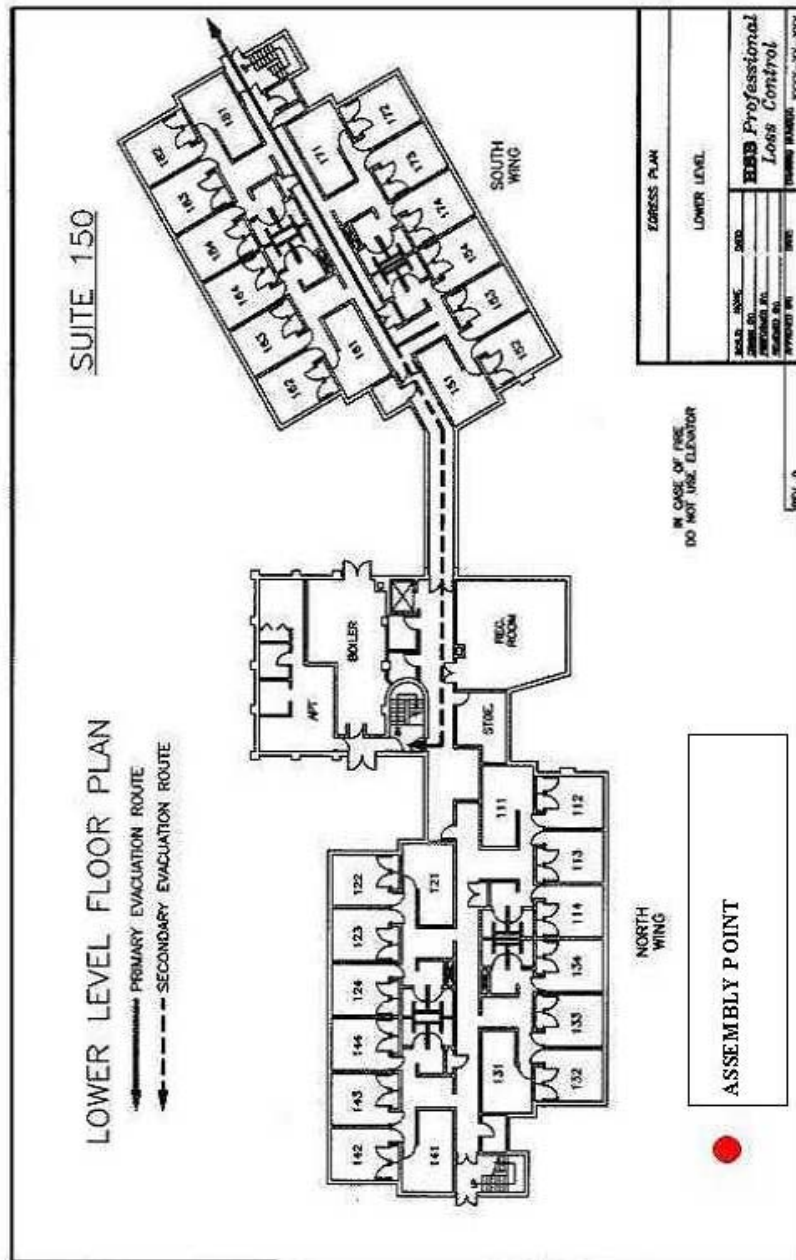 LOWER LEVEL FLOOR PLAN
SUITE 150
PRIMARY EVACUATION ROUTE
SECONDARY EVACUATION ROUTE
142
143
144
124
123
122
141
121
131
111
132
133
134
114
113
112
NORTH
WING
APT.
BOILER
STOE.
REC.
ROOM
UP
162
163
164
184
183
182
161
181
151
171
152
153
154
174
173
172
SOUTH
WING
ASSEMBLY POINT
IN CASE OF FIRE
DO NOT USE ELEVATOR
EGRESS PLAN
LOWER LEVEL
Professional
Loss Control